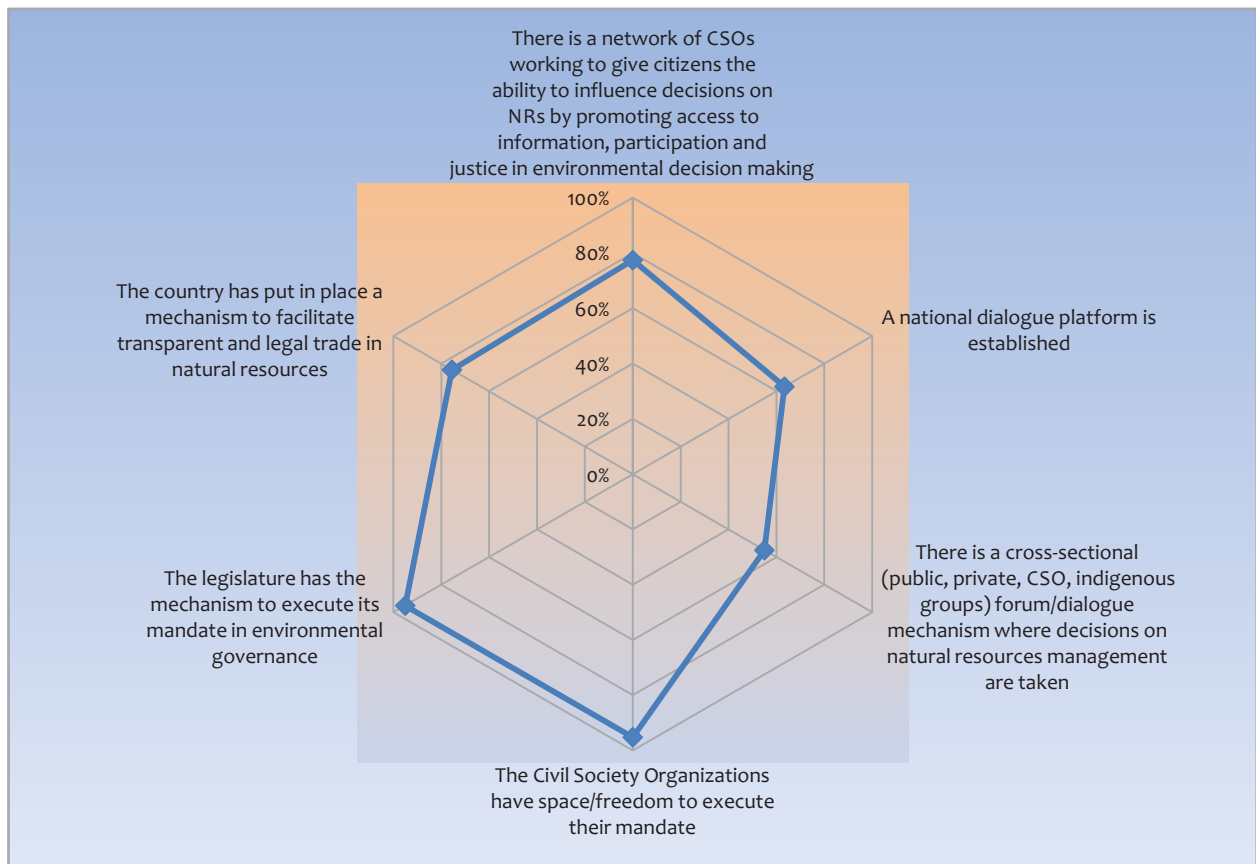 There is a network of CSOs
working to give citizens the
ability to influence decisions on
NRs by promoting access to
information, participation and
justice in environmental decision making
100%
80%
60%
40%
20%
0%
A national dialogue platform is
established
There is a cross-sectional
(public, private, CSO, indigenous
groups) forum/dialogue
mechanism where decisions on
natural resources management
are taken
The Civil Society Organizations
have space/freedom to execute
their mandate
The legislature has the
mechanism to execute its
mandate in environmental
governance
The country has put in place a
mechanism to facilitate
transparent and legal trade in
natural resources